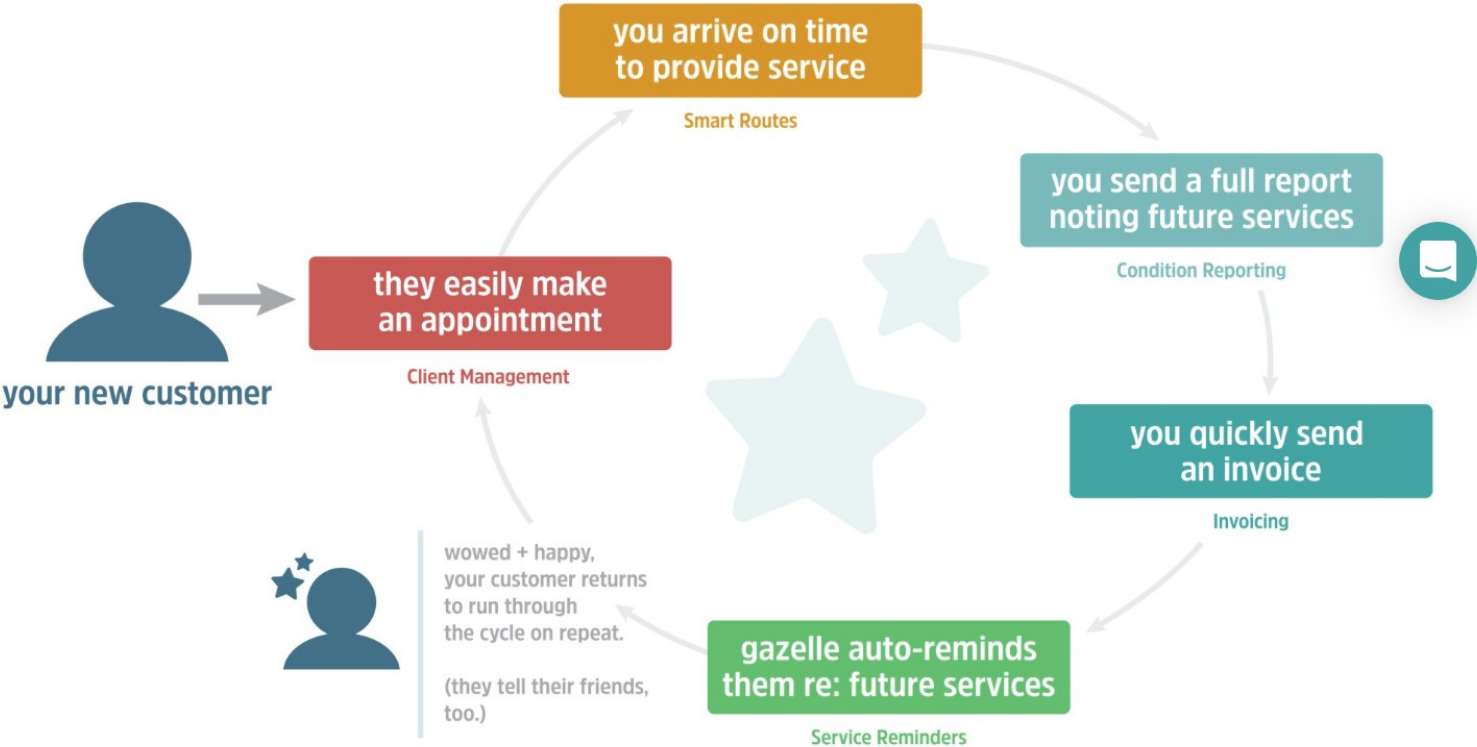 your new customer
they easily make
an appointment
Client Management
you arrive on time
to provide service
Smart Routes
you send a full report
noting future services
Condition Reporting
you quickly send
an invoice
Invoicing
gazelle auto-reminds
them re: future services
Service Reminders
wowed + happy,
your customer returns
to run through
the cycle on repeat.
(they tell their friends,
too.)